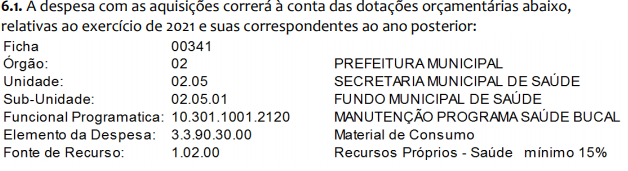 6.1. A despesa com as aquisições correrá à conta das dotações orçamentárias abaixo,
relativas ao exercício de 2021 e suas correspondentes ao ano posterior:
Ficha 00341
Órgão: 02 PREFEITURA MUNICIPAL
Unidade: 02.05 SECRETARIA MUNICIPAL DE SAÚDE
Sub-Unidade: 02.05.01 FUNDO MUNICIPAL DE SAÚDE
Funcional Programatica: 10.301.1001.2120 MANUTENÇÃO PROGRAMA SAÚDE BUCAL
Elemento da Despesa: 3.3.90.30.00 Material de Consumo
Fonte de Recurso: 1.02.00 Recursos Próprios - Saúde mínimo 15%